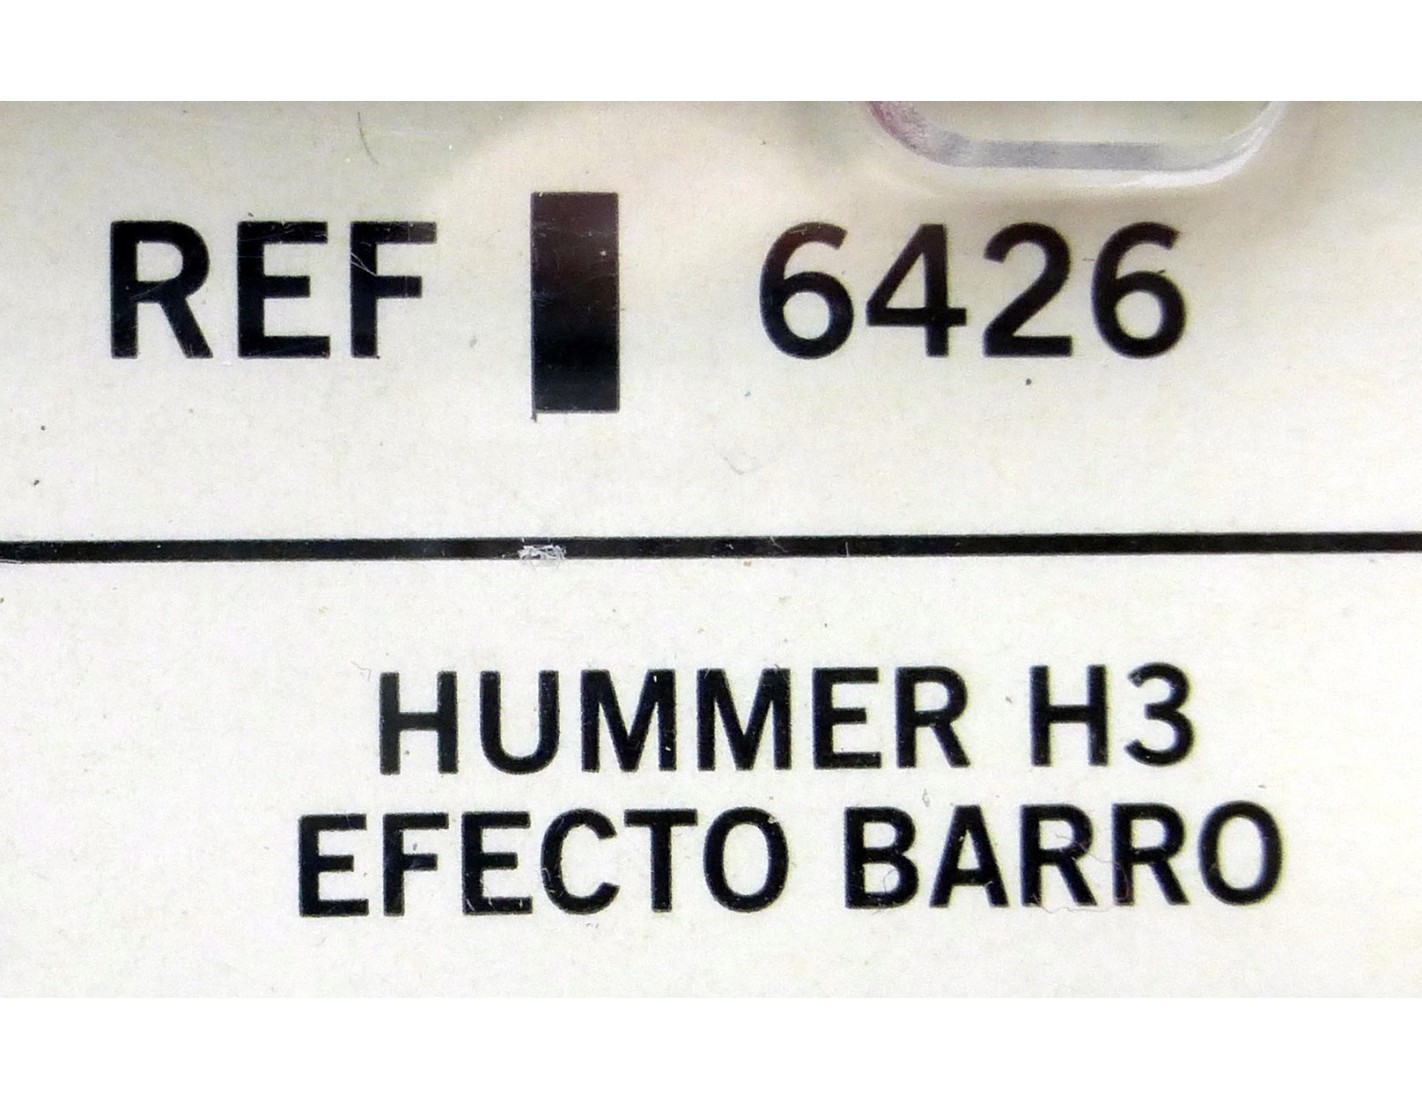 REF 6426
HUMMER H3
EFECTO BARRO